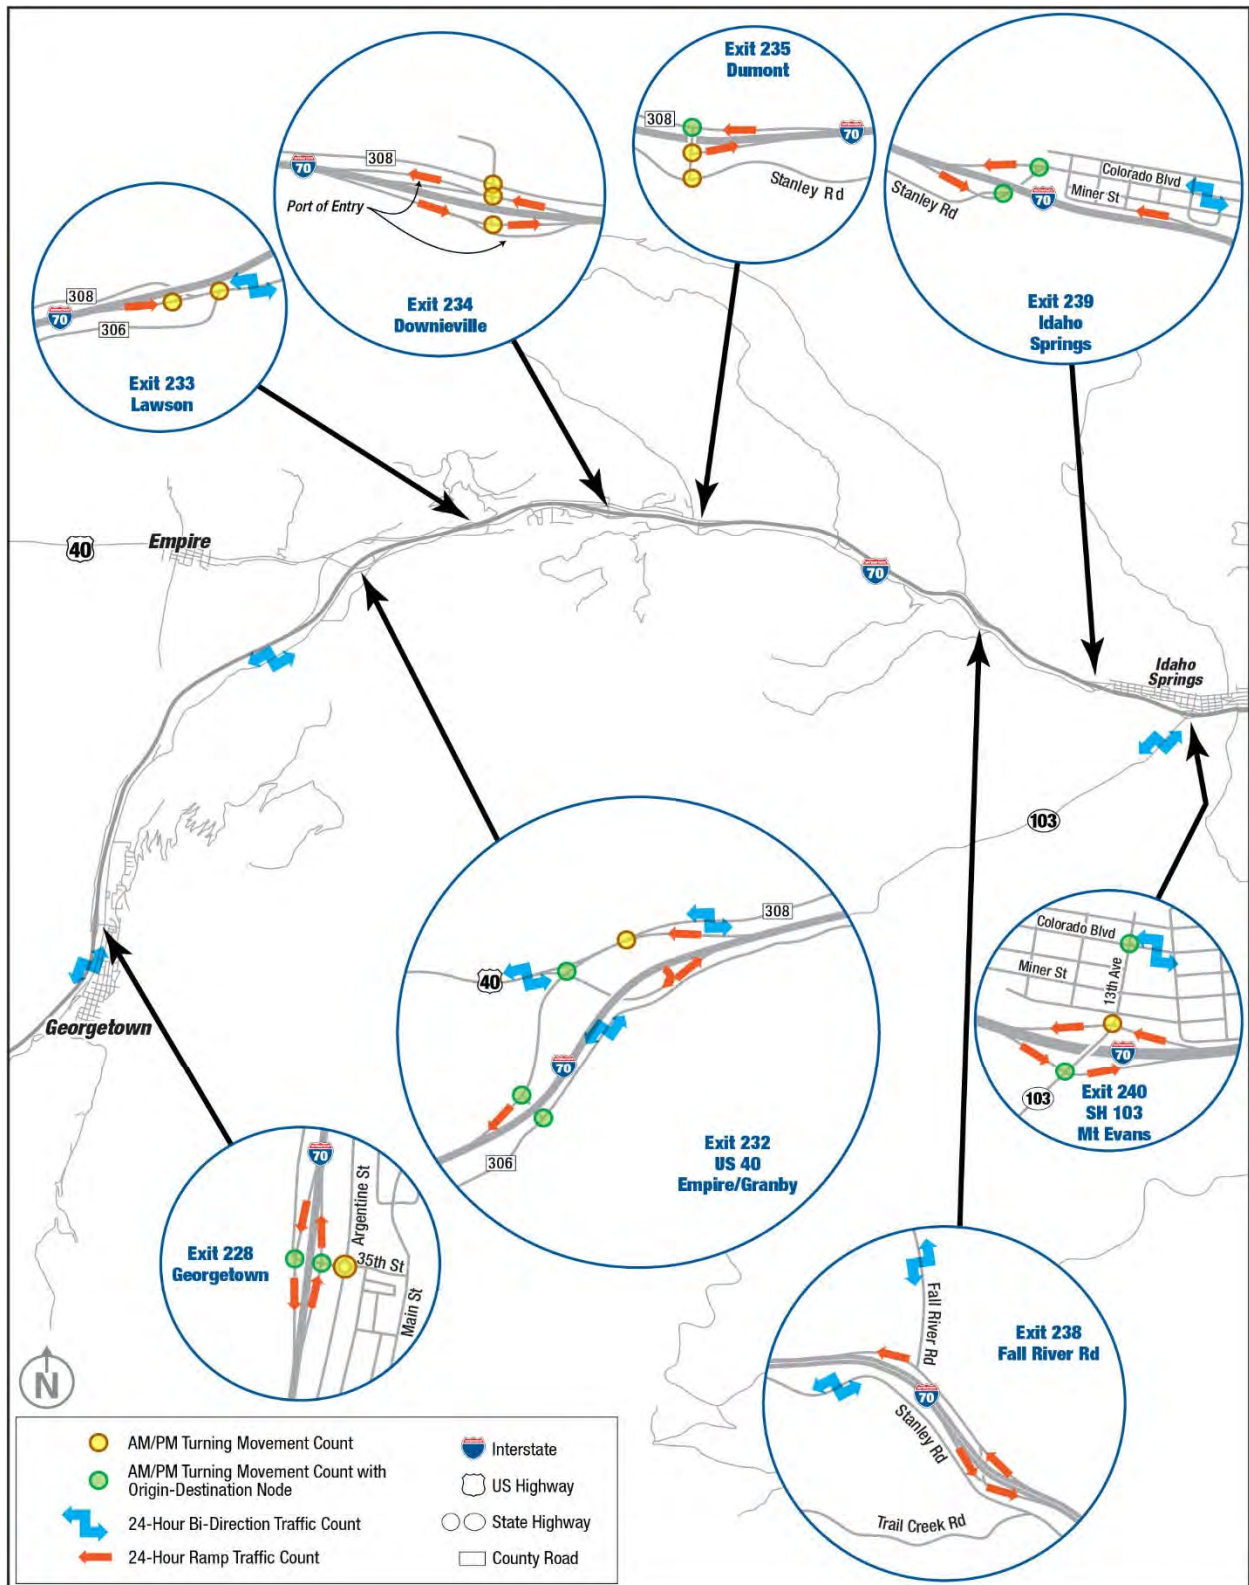 Exit 235
Dumont
308
70
Stanley Rd
308
70
Port of Entry
Exit 234
Downieville
Colorado Blvd
Miner St
Stanley Rd
70
Exit 239
Idaho
Springs
308
70
306
Exit 233
Lawson
40
Empire
70
Idaho
Springs
103
Georgetown
308
40
70
306
Exit 232
US 40
Empire/Granby
Colorado Blvd
Miner St
13th Ave
70
103
Exit 240
SH 103
Mt Evans
70
Argentine St
35th St
Main St
Exit 228
Georgetown
Fall River Rd
Exit 238
Fall River Rd
70
Stanley Rd
Trail Creek Rd
N
AM/PM Turning Movement Count
AM/PM Turning Movement Count with
Origin-Destination Node
24-Hour Bi-Direction Traffic Count
24-Hour Ramp Traffic Count
Interstate
US Highway
State Highway
County Road